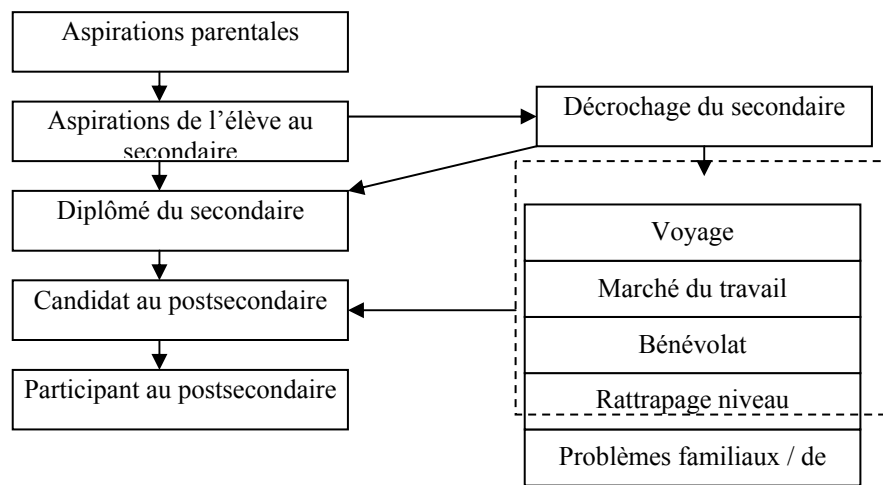 Aspirations parentales
Aspirations de l'élève au
secondaire
Décrochage du secondaire
Diplômé du secondaire
Candidat au postsecondaire
Participant au postsecondaire
Voyage
Marché du travail
Bénévolat
Rattrapage niveau
Problèmes familiaux / de